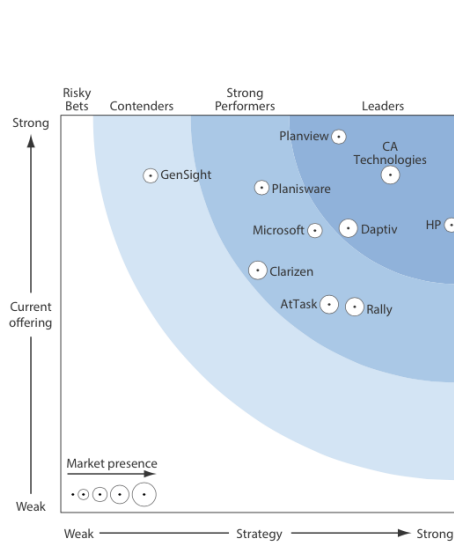 Risky
Bets
Contenders
Strong
Performers
Leaders
Strong
Planview
CA
Technologies
GenSight
Planisware
Microsoft
Daptiv
HP
Clarizen
AtTask
Rally
Current
offering
Market presence
Weak
Weak
Strategy
Strong